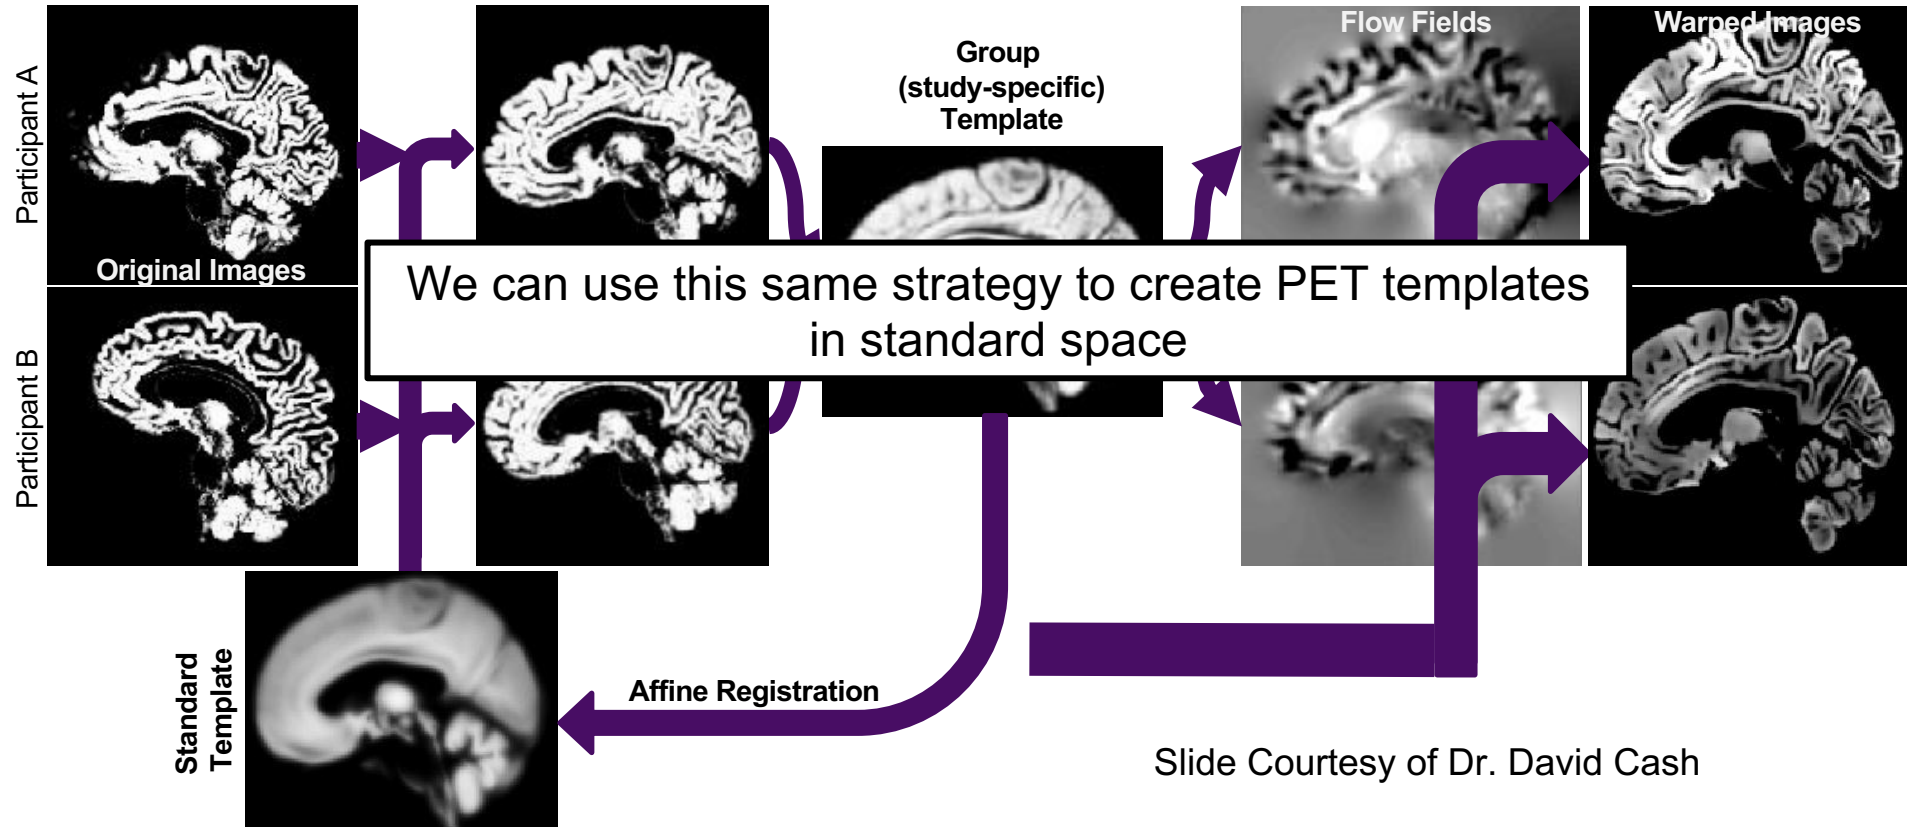 Participant A
Original Images
Group
(study-specific)
Template
Flow Fields
Warped Images
We can use this same strategy to create PET templates
in standard space
Participant B
Standard
Template
Affine Registration
Slide Courtesy of Dr. David Cash